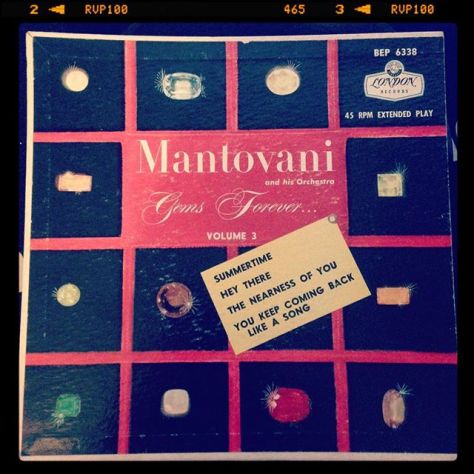 2 ◄ RVP100 465 3 ◄ RVP100
BEP 6338
LONDON
RECORDS
45 RPM EXTENDED PLAY
Mantovani
and his Orchestra
Gems Forever...
VOLUME 3
SUMMERTIME
HEY THERE
THE NEARNESS OF YOU
YOU KEEP COMING BACK
LIKE A SONG